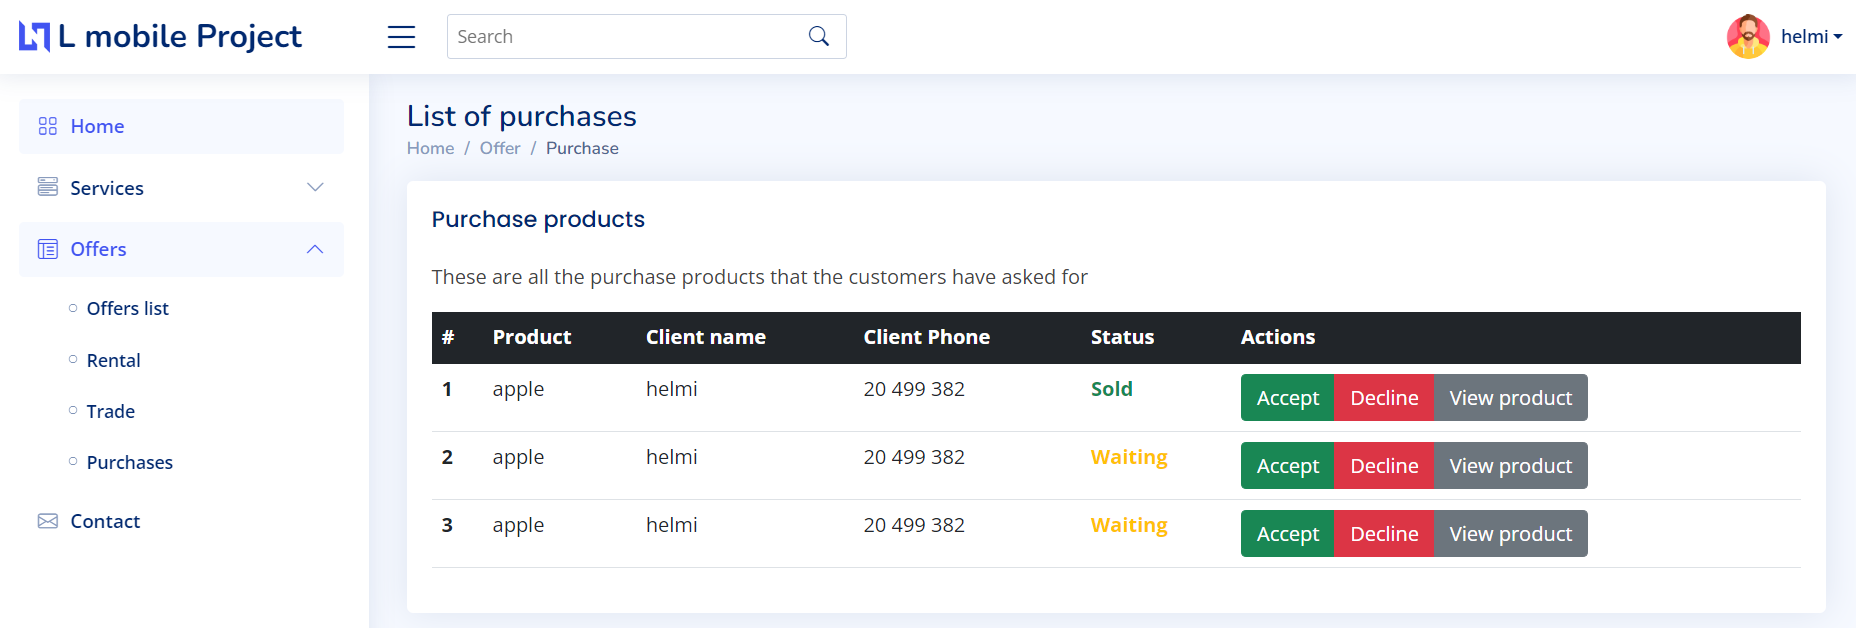 L mobile Project
Search
helmi
Home
Services
Offers
Offers list
Rental
Trade
Purchases
Contact
List of purchases
Home / Offer / Purchase
Purchase products
These are all the purchase products that the customers have asked for
# Product Client name Client Phone Status Actions
1 apple helmi 20 499 382 Sold Accept Decline View product
2 apple helmi 20 499 382 Waiting Accept Decline View product
3 apple helmi 20 499 382 Waiting Accept Decline View product